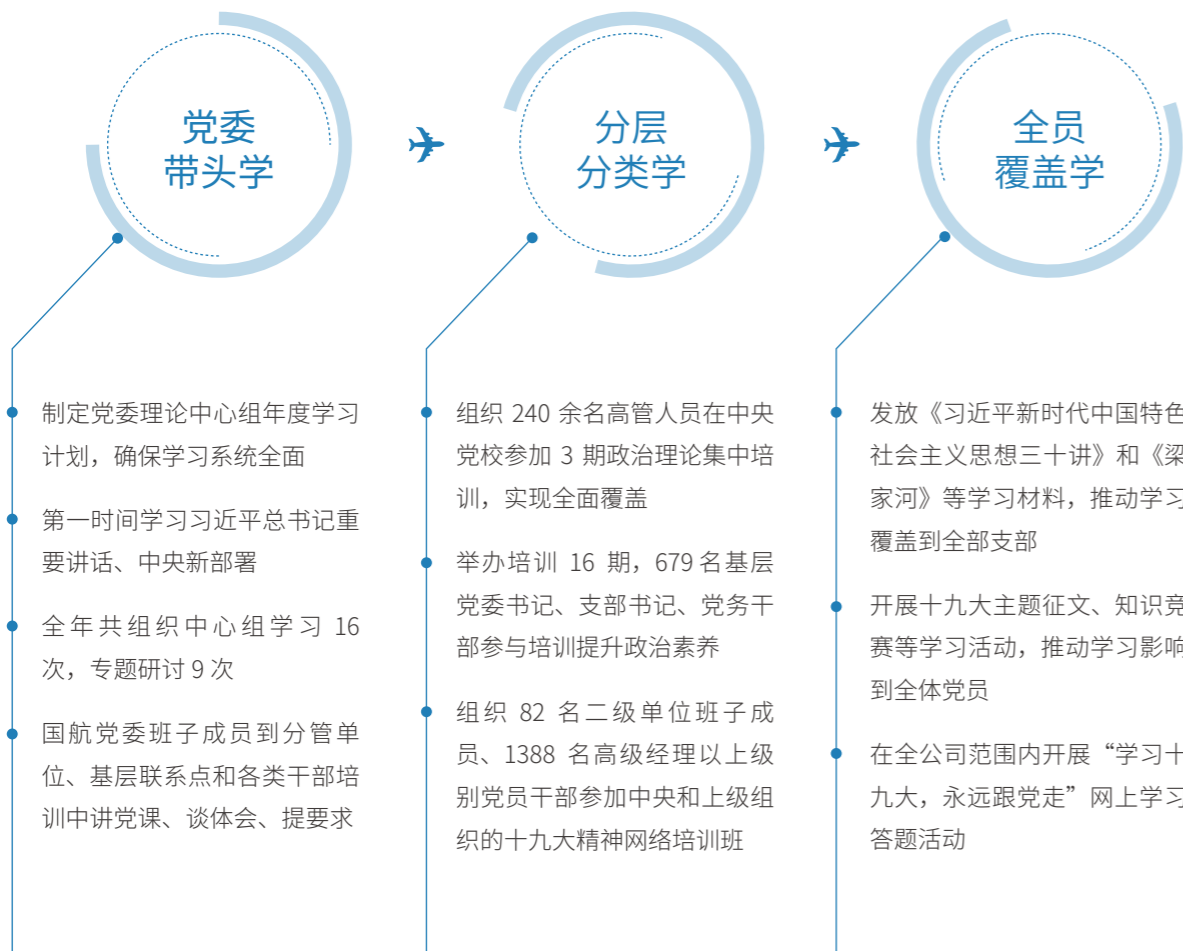 党委
带头学
分层
分类学
全员
覆盖学
制定党委理论中心组年度学习
计划，确保学习系统全面
第一时间学习习近平总书记重
要讲话、中央新部署
全年共组织中心组学习 16
次，专题研讨 9 次
国航党委班子成员到分管单
位、基层联系点和各类干部培
训中讲党课、谈体会、提要求
组织 240 余名高管人员在中央
党校参加 3 期政治理论集中培
训，实现全面覆盖
举办培训 16 期，679 名基层
党委书记、支部书记、党务干
部参与培训提升政治素养
组织 82 名二级单位班子成
员、1388 名高级经理以上级
别党员干部参加中央和上级组
织的十九大精神网络培训班
发放《习近平新时代中国特色
社会主义思想三十讲》和《梁
家河》等学习材料，推动学习
覆盖到全部支部
开展十九大主题征文、知识竞
赛等学习活动，推动学习影响
到全体党员
在全公司范围内开展“学习十
九大，永远跟党走”网上学习
答题活动